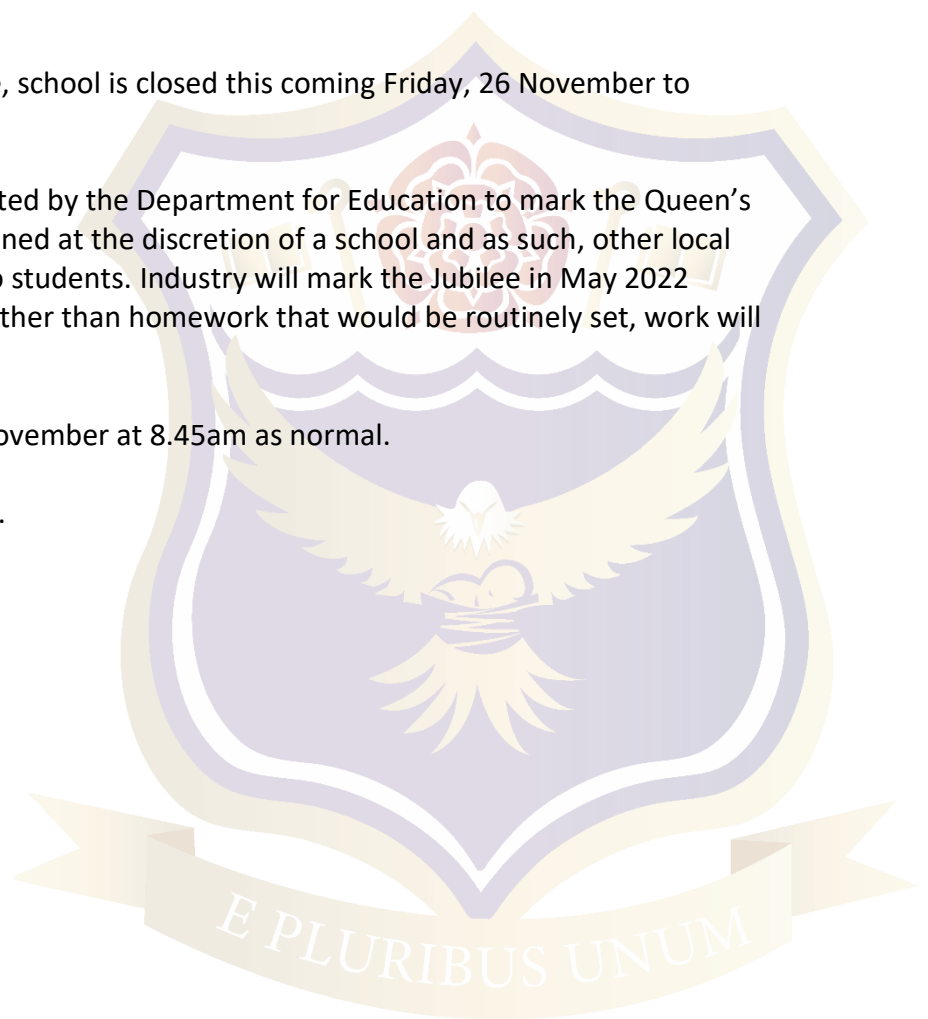 , school is closed this coming Friday, 26 November to
ted by the Department for Education to mark the Queen's
ned at the discretion of a school and as such, other local
students. Industry will mark the Jubilee in May 2022
ther than homework that would be routinely set, work will
ovember at 8.45am as normal.
.
E PLURIBUS UNUM